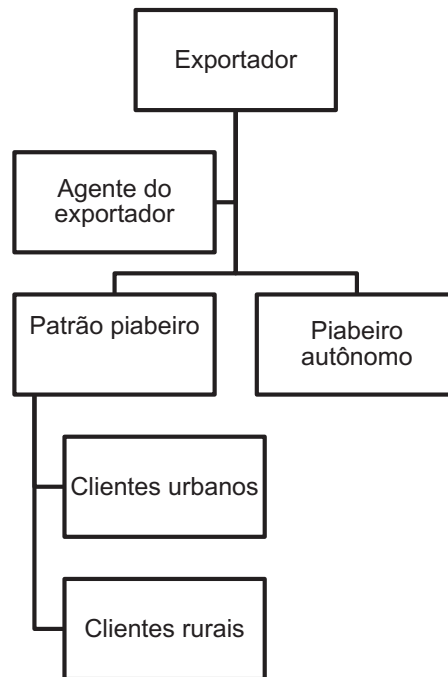 Exportador
Agente do
exportador
Patrão piabeiro
Piabeiro
autônomo
Clientes urbanos
Clientes rurais